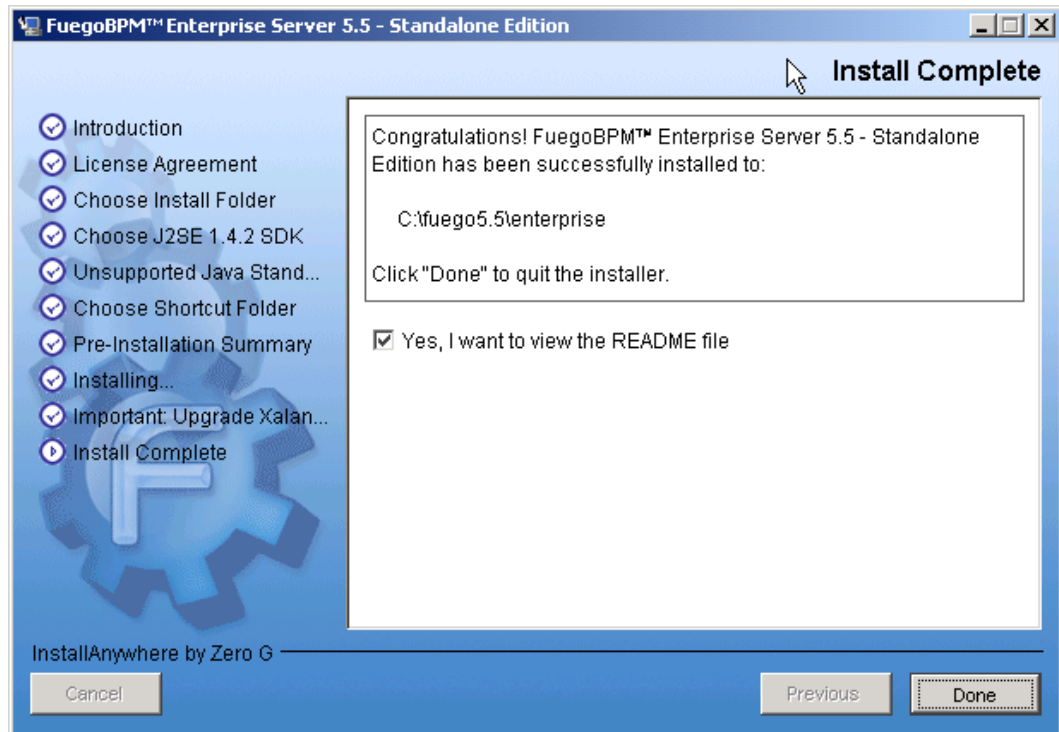 FuegoBPM™ Enterprise Server 5.5 - Standalone Edition
Install Complete
Introduction
License Agreement
Choose Install Folder
Choose J2SE 1.4.2 SDK
Unsupported Java Stand...
Choose Shortcut Folder
Pre-Installation Summary
Installing...
Important: Upgrade Xalan...
Install Complete
Congratulations! FuegoBPM™ Enterprise Server 5.5 - Standalone
Edition has been successfully installed to:
C:\fuego5.5\enterprise
Click "Done" to quit the installer.
Yes, I want to view the README file
InstallAnywhere by Zero G
Cancel
Previous
Done